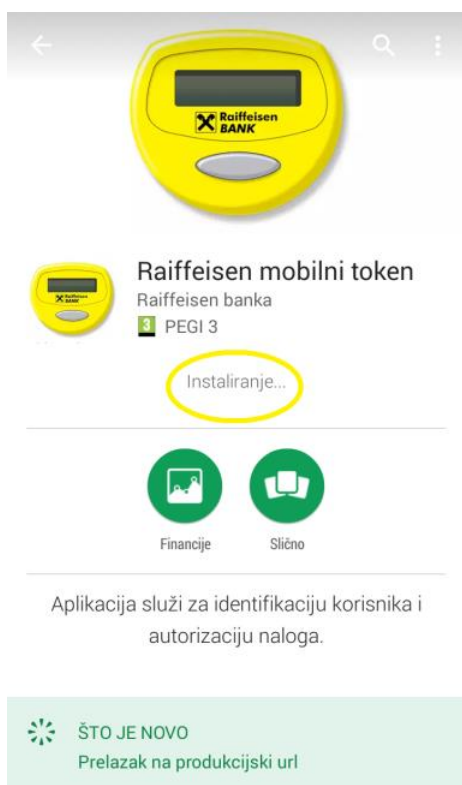 Raiffeisen
BANK
Raiffeisen mobilni token
Raiffeisen banka
3 PEGI 3
Instaliranje...
Financije
Slično
Aplikacija služi za identifikaciju korisnika i
autorizaciju naloga.
ŠTO JE NOVO
Prelazak na produkcijski url